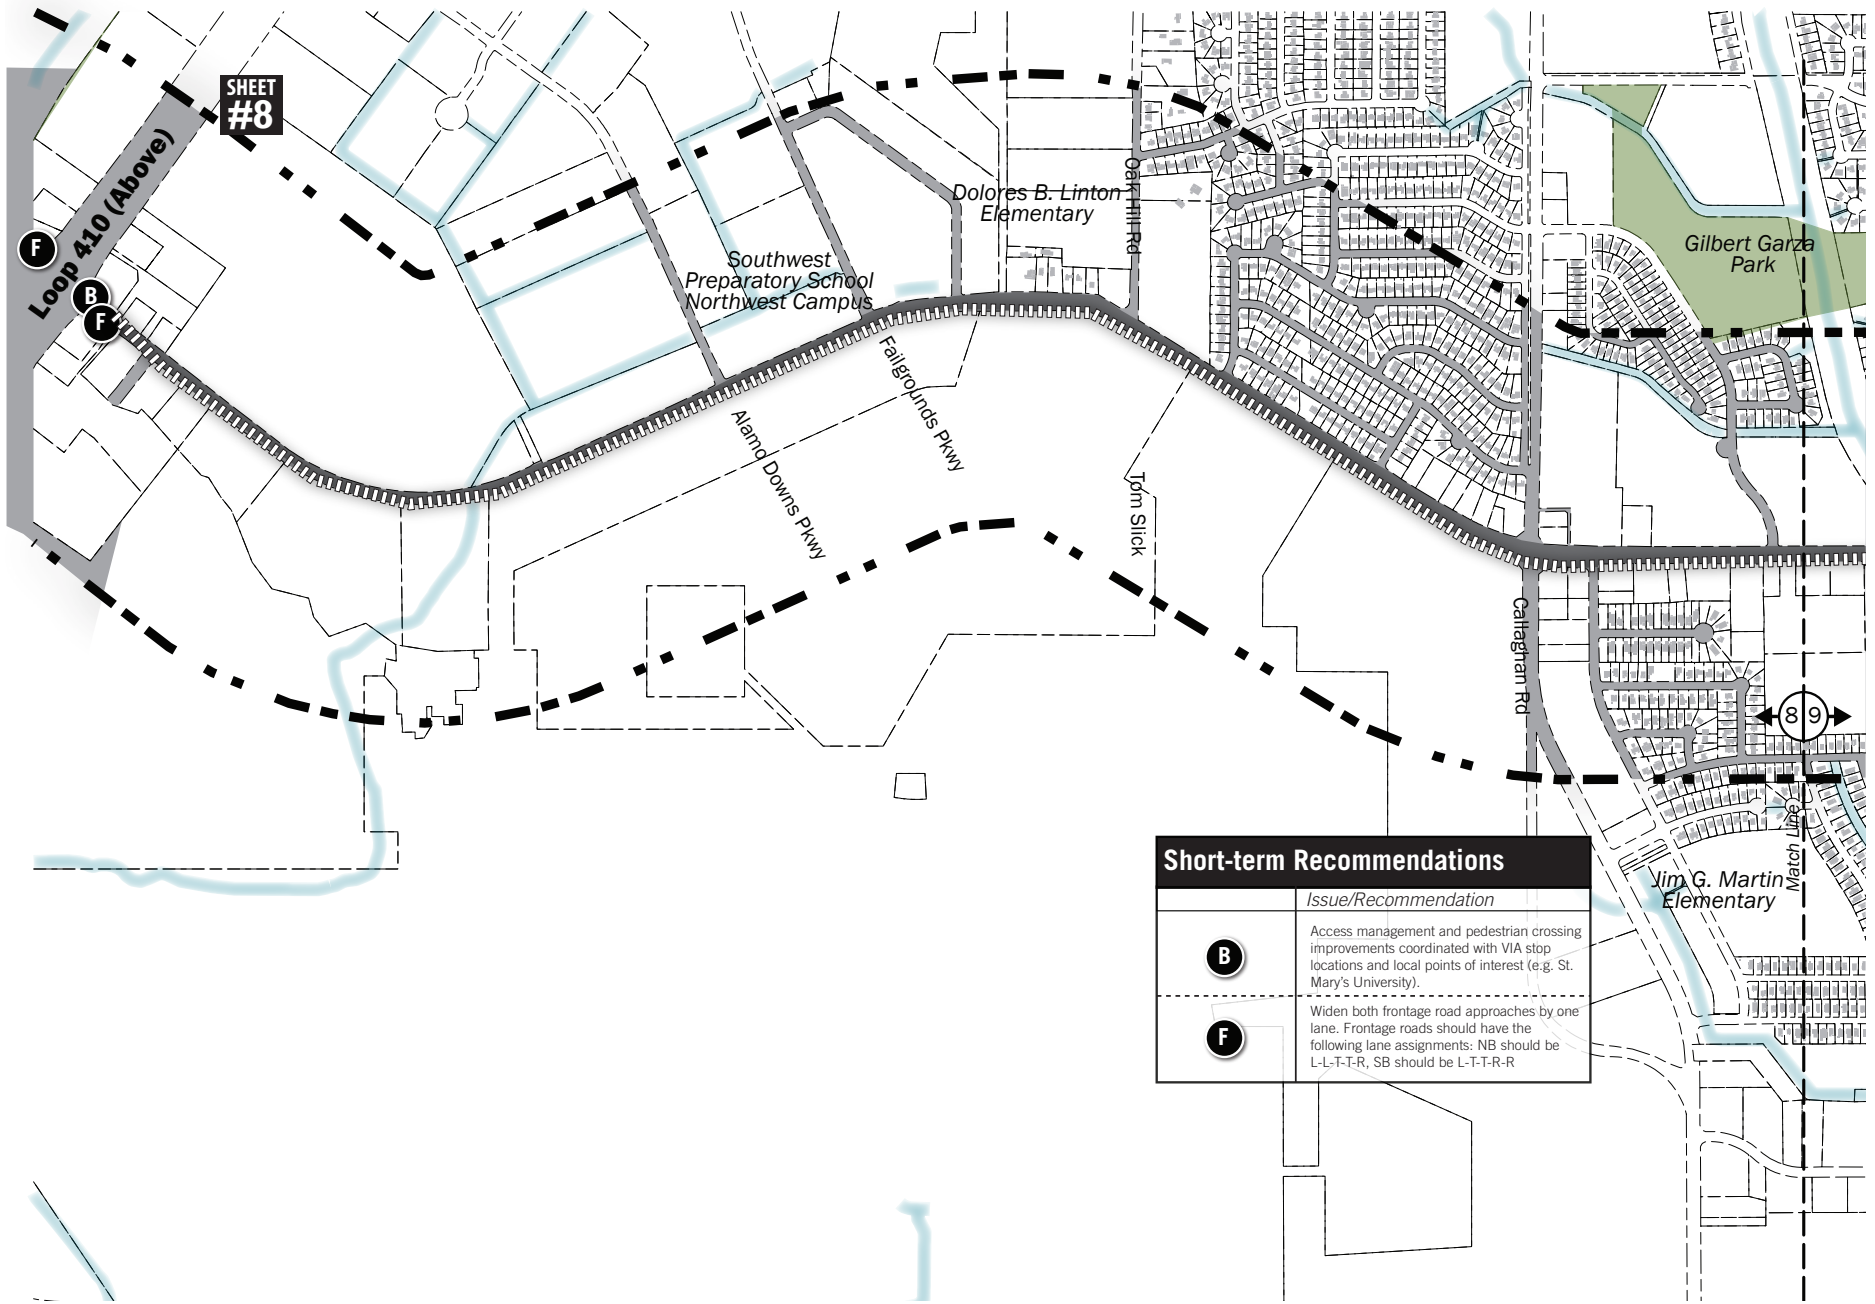 SHEET
#8
Loop 410 (Above)
F
B
F
Southwest
Preparatory School
Northwest Campus
Dolores B. Linton
Elementary
Oak Hill Rd
Gilbert Garza
Park
Failgrounds Pkwy
Alamo Downs Pkwy
Tom Slick
Callaghan Rd
8 9
Match Line
Jim G. Martin
Elementary
Short-term Recommendations
Issue/Recommendation
B
Access management and pedestrian crossing
improvements coordinated with VIA stop
locations and local points of interest (e.g. St.
Mary's University).
F
Widen both frontage road approaches by one
lane. Frontage roads should have the
following lane assignments: NB should be
L-L-T-T-R, SB should be L-T-T-R-R